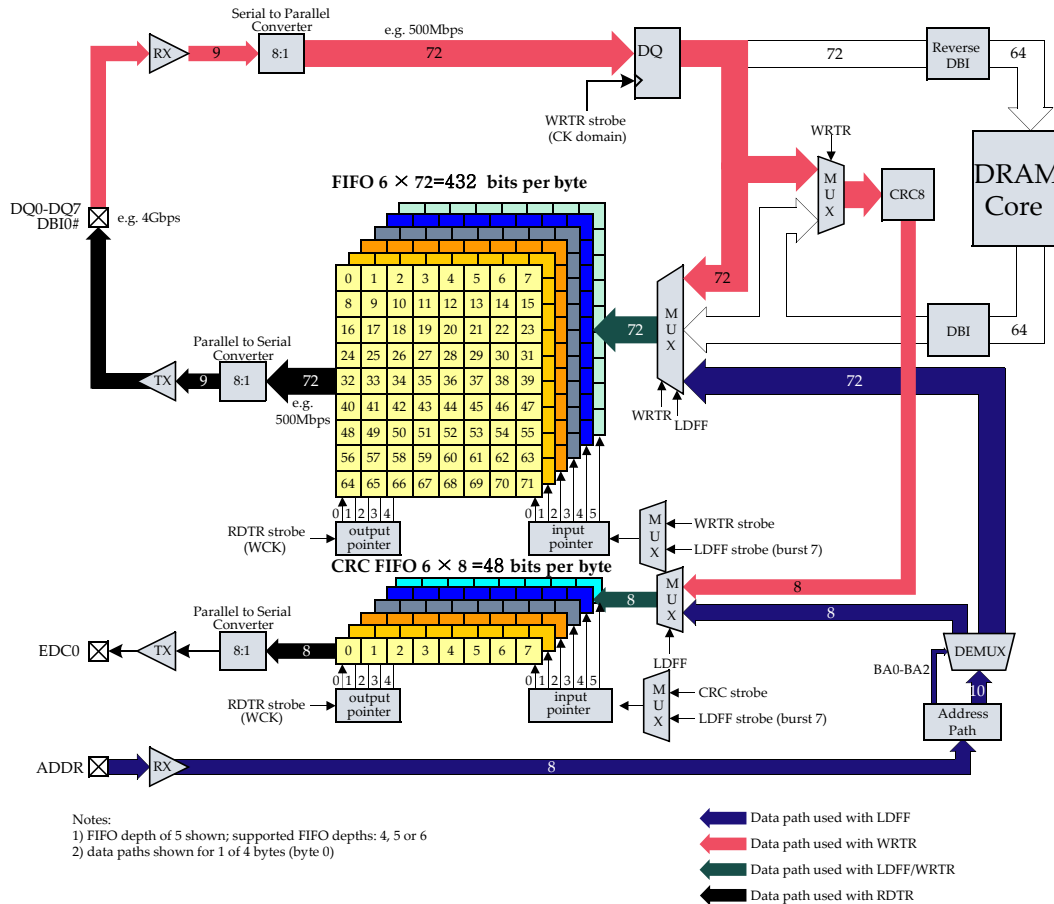 Serial to Parallel
Converter
e.g. 500Mbps
RX
9
8:1
72
DQ
72
Reverse
DBI
64
WRTR strobe
(CK domain)
WRTR
MUX
CRC8
DRAM
Core
FIFO 6 × 72=432 bits per byte
DQ0-DQ7
DBI0#
e.g. 4Gbps
0 1 2 3 4 5 6 7
8 9 10 11 12 13 14 15
16 17 18 19 20 21 22 23
24 25 26 27 28 29 30 31
32 33 34 35 36 37 38 39
40 41 42 43 44 45 46 47
48 49 50 51 52 53 54 55
56 57 58 59 60 61 62 63
64 65 66 67 68 69 70 71
72
72
MUX
DBI
64
Parallel to Serial
Converter
TX
9
8:1
72
e.g.
500Mbps
72
WRTR
LDFF
0 1 2 3 4
0 1 2 3 4 5
RDTR strobe
(WCK)
output
pointer
input
pointer
MUX
WRTR strobe
LDFF strobe (burst 7)
CRC FIFO 6 × 8 =48 bits per byte
8
MUX
8
8
Parallel to Serial
Converter
EDC0
TX
8:1
8
0 1 2 3 4 5 6 7
LDFF
DEMUX
BA0-BA2
10
0 1 2 3 4
0 1 2 3 4 5
RDTR strobe
(WCK)
output
pointer
input
pointer
MUX
CRC strobe
LDFF strobe (burst 7)
Address
Path
ADDR
RX
8
Notes:
1) FIFO depth of 5 shown; supported FIFO depths: 4, 5 or 6
2) data paths shown for 1 of 4 bytes (byte 0)
Data path used with LDFF
Data path used with WRTR
Data path used with LDFF/WRTR
Data path used with RDTR